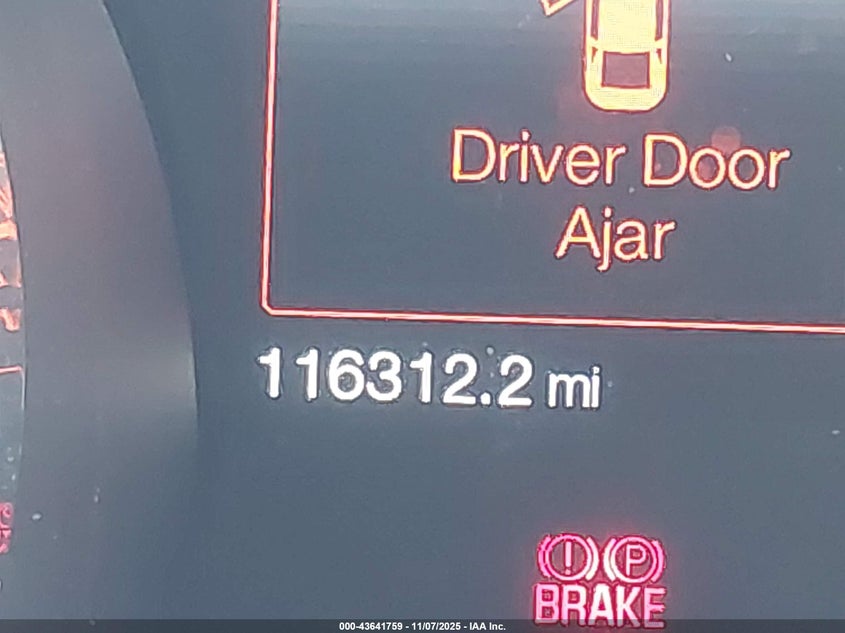 Driver Door
Ajar
116312.2 mi
(!) (P)
BRAKE
000-43641759 - 11/07/2025 - IAA Inc.